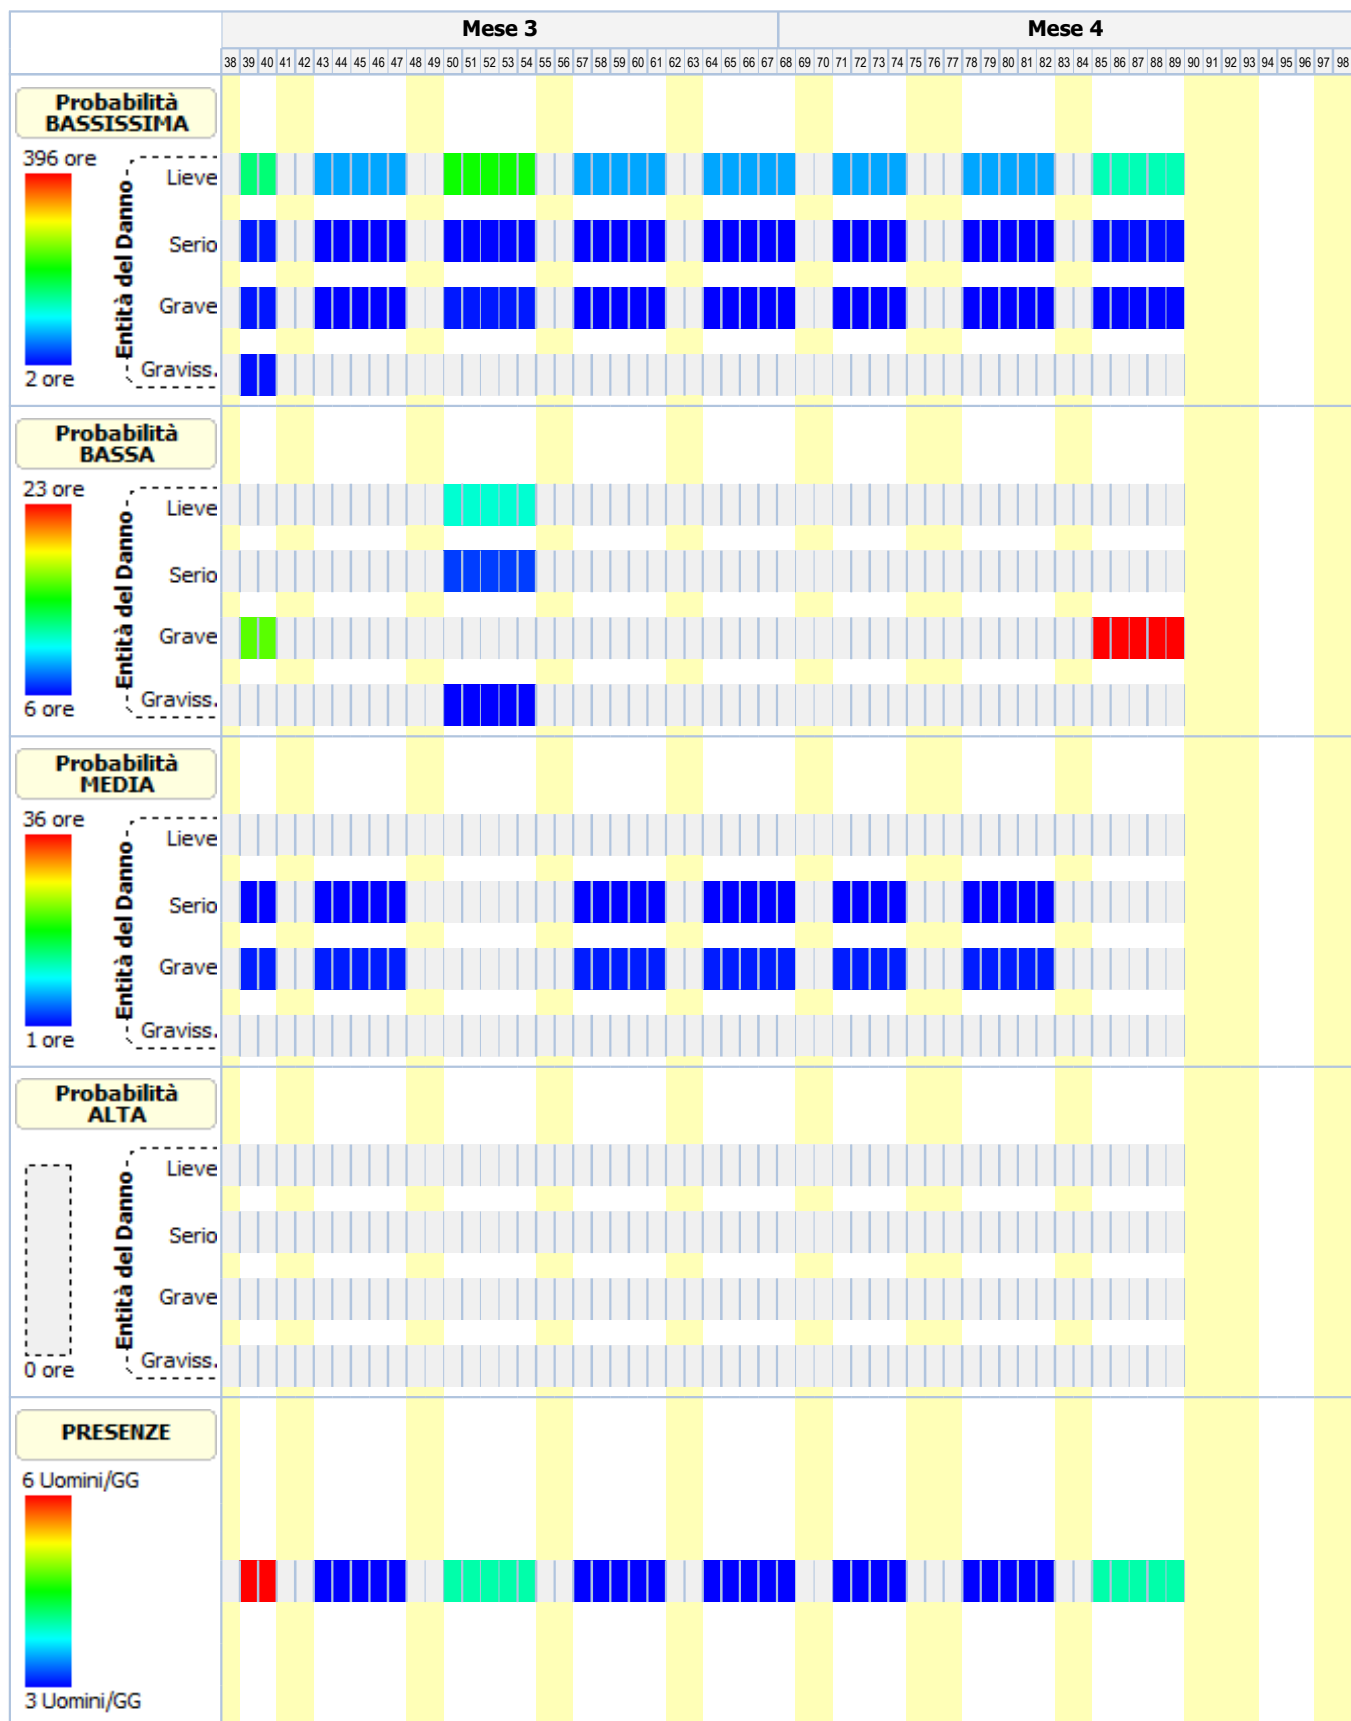 Mese 3 Mese 4
38 39 40 41 42 43 44 45 46 47 48 49 50 51 52 53 54 55 56 57 58 59 60 61 62 63 64 65 66 67 68 69 70 71 72 73 74 75 76 77 78 79 80 81 82 83 84 85 86 87 88 89 90 91 92 93 94 95 96 97 98
Probabilità
BASSISSIMA
396 ore
Entità del Danno
Lieve
Serio
Grave
Graviss.
2 ore
Probabilità
BASSA
23 ore
Entità del Danno
Lieve
Serio
Grave
Graviss.
6 ore
Probabilità
MEDIA
36 ore
Entità del Danno
Lieve
Serio
Grave
Graviss.
1 ore
Probabilità
ALTA
Entità del Danno
Lieve
Serio
Grave
Graviss.
0 ore
PRESENZE
6 Uomini/GG
3 Uomini/GG